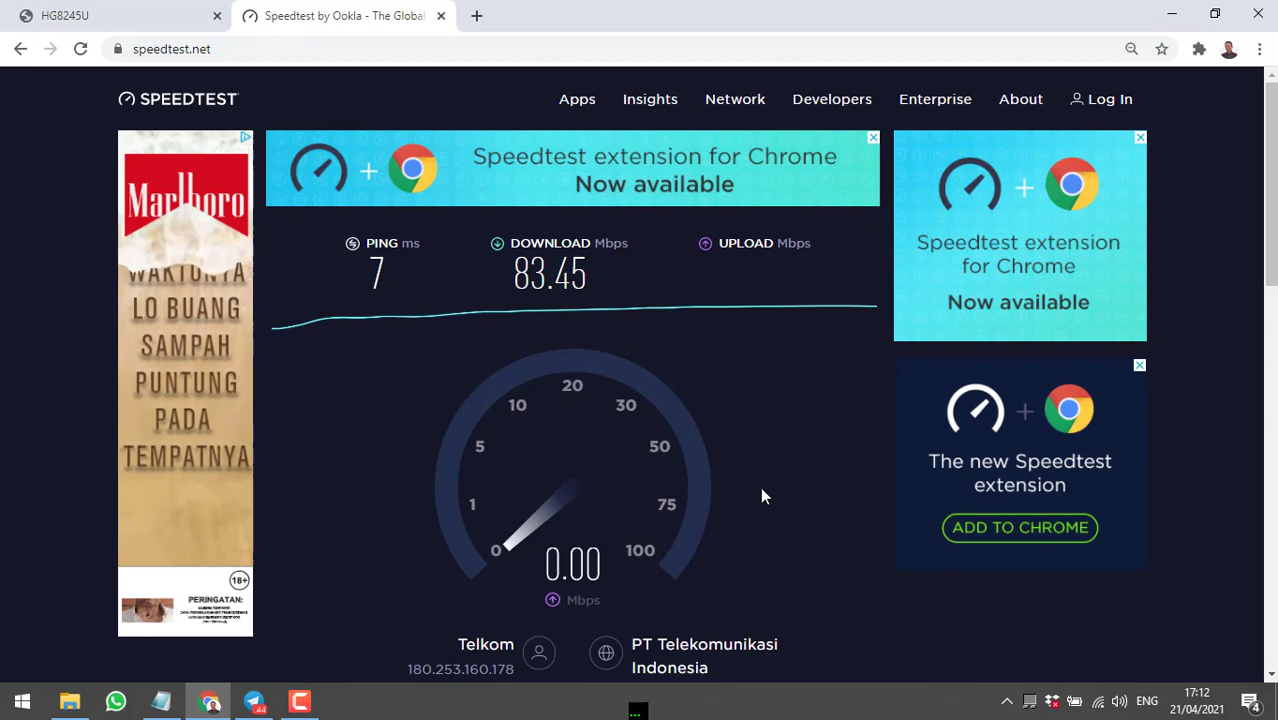 HG8245U
Speedtest by Ookla - The Global
speedtest.net
SPEEDTEST
Apps
Insights
Network
Developers
Enterprise
About
Log In
Marlboro
WAKTUNYA
LO BUANG
SAMPAH
PUNTUNG
PADA
TEMPATNYA
18+
PERINGATAN:
Speedtest extension for Chrome
Now available
PING ms
7
DOWNLOAD Mbps
83.45
UPLOAD Mbps
0
1
5
10
20
30
50
75
100
0.00
Mbps
Telkom
180.253.160.178
PT Telekomunikasi
Indonesia
Speedtest extension
for Chrome
Now available
The new Speedtest
extension
ADD TO CHROME
44
...
ENG
17:12
21/04/2021
4